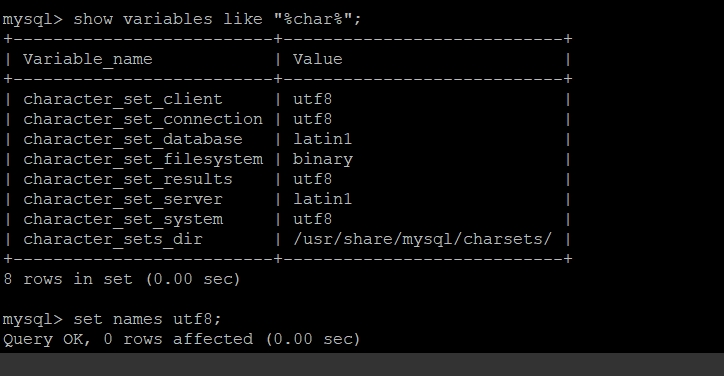 mysql> show variables like "%char%";
+--------------------------+----------------------------+
| Variable_name            | Value                      |
+--------------------------+----------------------------+
| character_set_client     | utf8                       |
| character_set_connection | utf8                       |
| character_set_database   | latin1                     |
| character_set_filesystem | binary                     |
| character_set_results    | utf8                       |
| character_set_server     | latin1                     |
| character_set_system     | utf8                       |
| character_sets_dir       | /usr/share/mysql/charsets/ |
+--------------------------+----------------------------+
8 rows in set (0.00 sec)
mysql> set names utf8;
Query OK, 0 rows affected (0.00 sec)